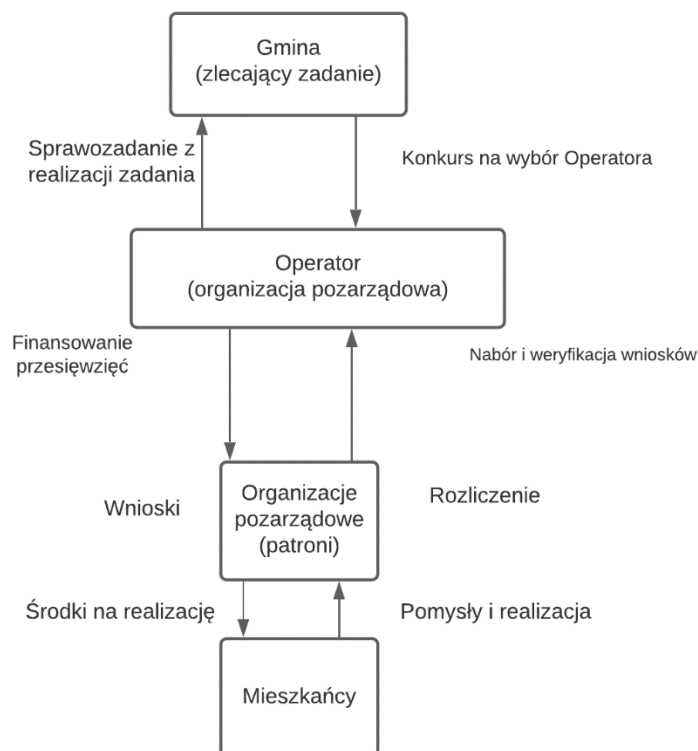 Gmina
(zlecający zadanie)
Sprawozadanie z
realizacji zadania
Konkurs na wybór Operatora
Operator
(organizacja pozarządowa)
Finansowanie
przesięwzięć
Nabór i weryfikacja wniosków
Wnioski
Organizacje
pozarządowe
(patroni)
Rozliczenie
Środki na realizację
Pomysły i realizacja
Mieszkańcy